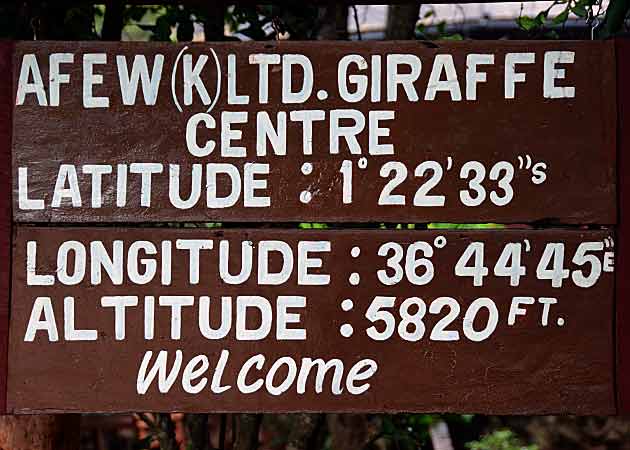 AFEW (K) LTD. GIRAFFE
CENTRE
LATITUDE : 1° 22' 33"S
LONGITUDE : 36° 44' 45"E
ALTITUDE : 5820 FT.
Welcome